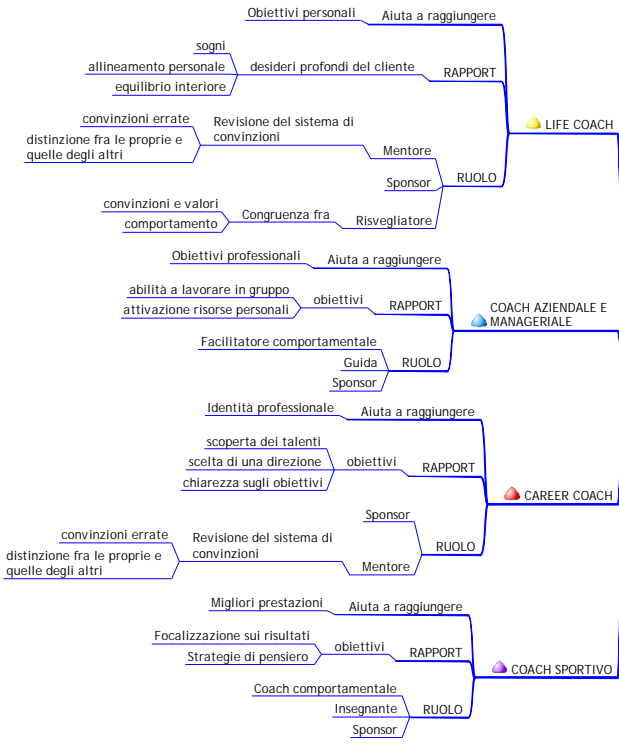 Obiettivi personali
Aiuta a raggiungere
sogni
allineamento personale
equilibrio interiore
desideri profondi del cliente
RAPPORT
convinzioni errate
distinzione fra le proprie e
quelle degli altri
Revisione del sistema di
convinzioni
Mentore
Sponsor
RUOLO
convinzioni e valori
comportamento
Congruenza fra
Risvegliatore
LIFE COACH
Obiettivi professionali
Aiuta a raggiungere
abilità a lavorare in gruppo
attivazione risorse personali
obiettivi
RAPPORT
COACH AZIENDALE E
MANAGERIALE
Facilitatore comportamentale
Guida
Sponsor
RUOLO
Identità professionale
Aiuta a raggiungere
scoperta dei talenti
scelta di una direzione
chiarezza sugli obiettivi
obiettivi
RAPPORT
CAREER COACH
Sponsor
convinzioni errate
distinzione fra le proprie e
quelle degli altri
Revisione del sistema di
convinzioni
Mentore
RUOLO
Migliori prestazioni
Aiuta a raggiungere
Focalizzazione sui risultati
Strategie di pensiero
obiettivi
RAPPORT
COACH SPORTIVO
Coach comportamentale
Insegnante
Sponsor
RUOLO